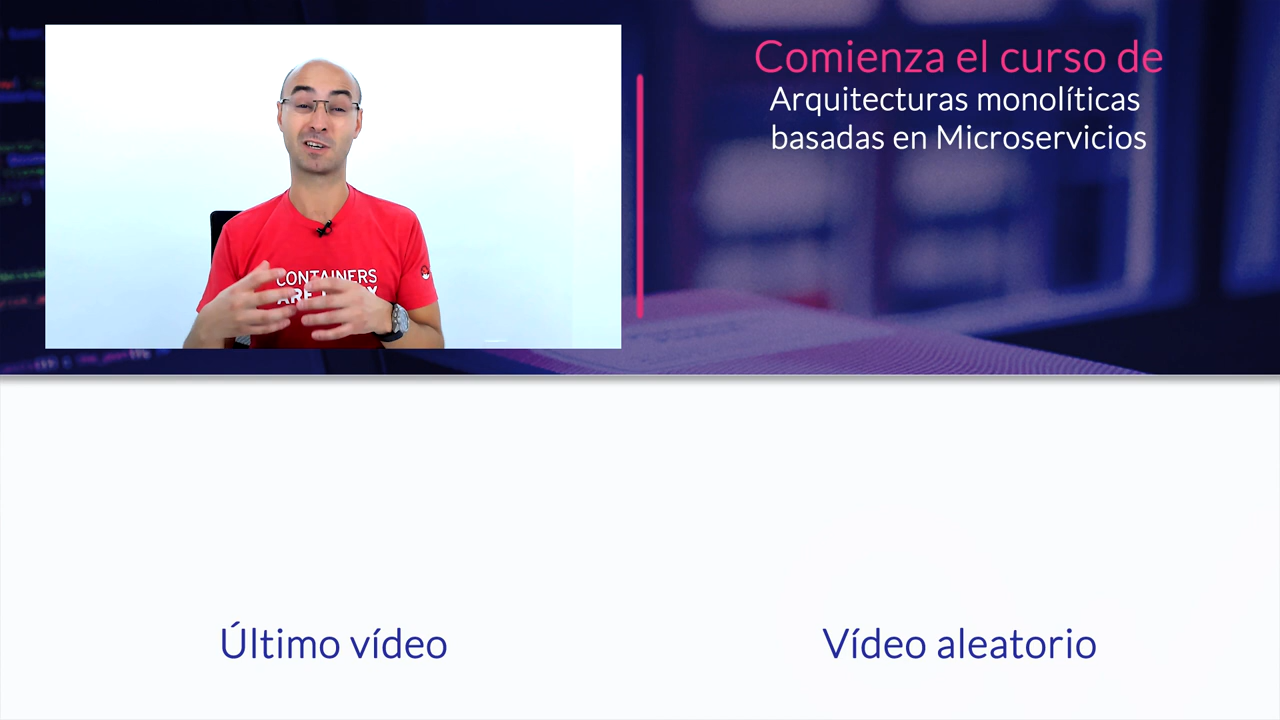 Comienza el curso de
Arquitecturas monolíticas
basadas en Microservicios
CONTAINERS
Último vídeo
Vídeo aleatorio